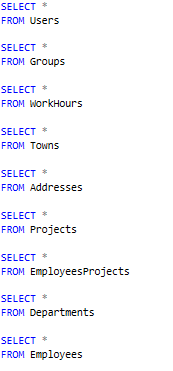 SELECT *
FROM Users
SELECT *
FROM Groups
SELECT *
FROM WorkHours
SELECT *
FROM Towns
SELECT *
FROM Addresses
SELECT *
FROM Projects
SELECT *
FROM EmployeesProjects
SELECT *
FROM Departments
SELECT *
FROM Employees